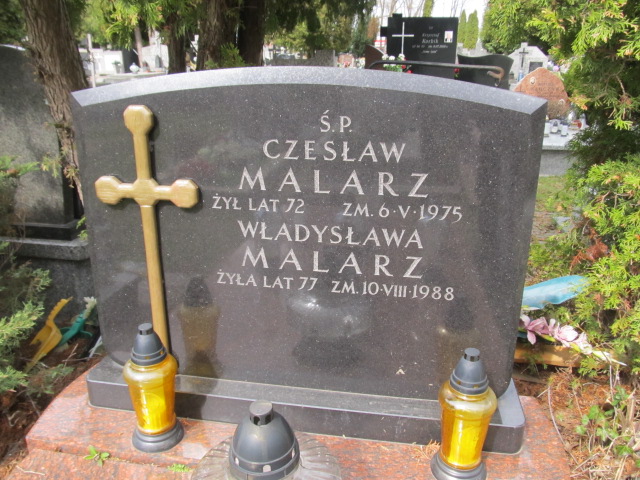 Ś.P.
CZESŁAW
MALARZ
ŻYŁ LAT 72 ZM. 6·V·1975
WŁADYSŁAWA
MALARZ
ŻYŁA LAT 77 ZM. 10·VIII·1988